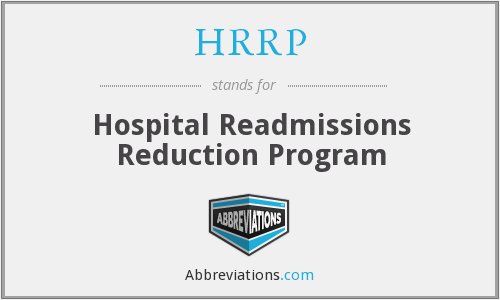 HRRP
stands for
Hospital Readmissions
Reduction Program
ABBREVIATIONS
Abbreviations.com